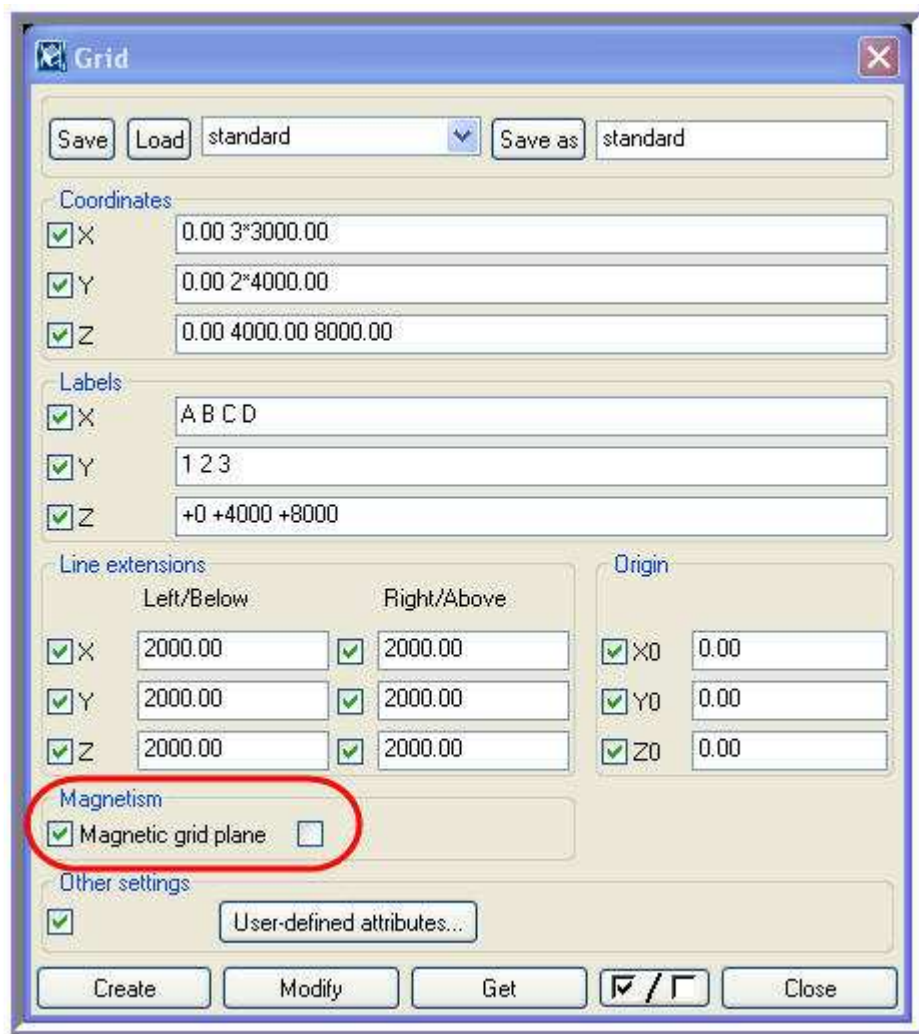 Grid
Save Load standard Save as standard
Coordinates
X 0.00 3*3000.00
Y 0.00 2*4000.00
Z 0.00 4000.00 8000.00
Labels
X A B C D
Y 1 2 3
Z +0 +4000 +8000
Line extensions Origin
Left/Below Right/Above
X 2000.00 2000.00 X0 0.00
Y 2000.00 2000.00 Y0 0.00
Z 2000.00 2000.00 Z0 0.00
Magnetism
Magnetic grid plane
Other settings
User-defined attributes...
Create Modify Get / Close